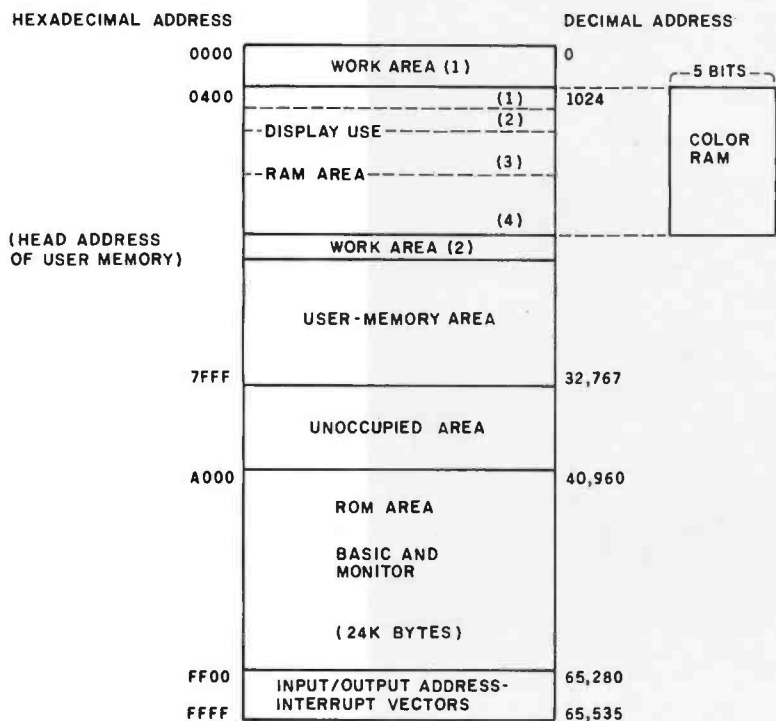 HEXADECIMAL ADDRESS
DECIMAL ADDRESS
0000
WORK AREA (1)
0
5 BITS
0400
(1)
1024
(2)
DISPLAY USE
COLOR
RAM
(3)
RAM AREA
(4)
(HEAD ADDRESS
OF USER MEMORY)
WORK AREA (2)
USER-MEMORY AREA
7FFF
32,767
UNOCCUPIED AREA
A000
40,960
ROM AREA
BASIC AND
MONITOR
(24K BYTES)
FF00
65,280
INPUT/OUTPUT ADDRESS-
INTERRUPT VECTORS
FFFF
65,535